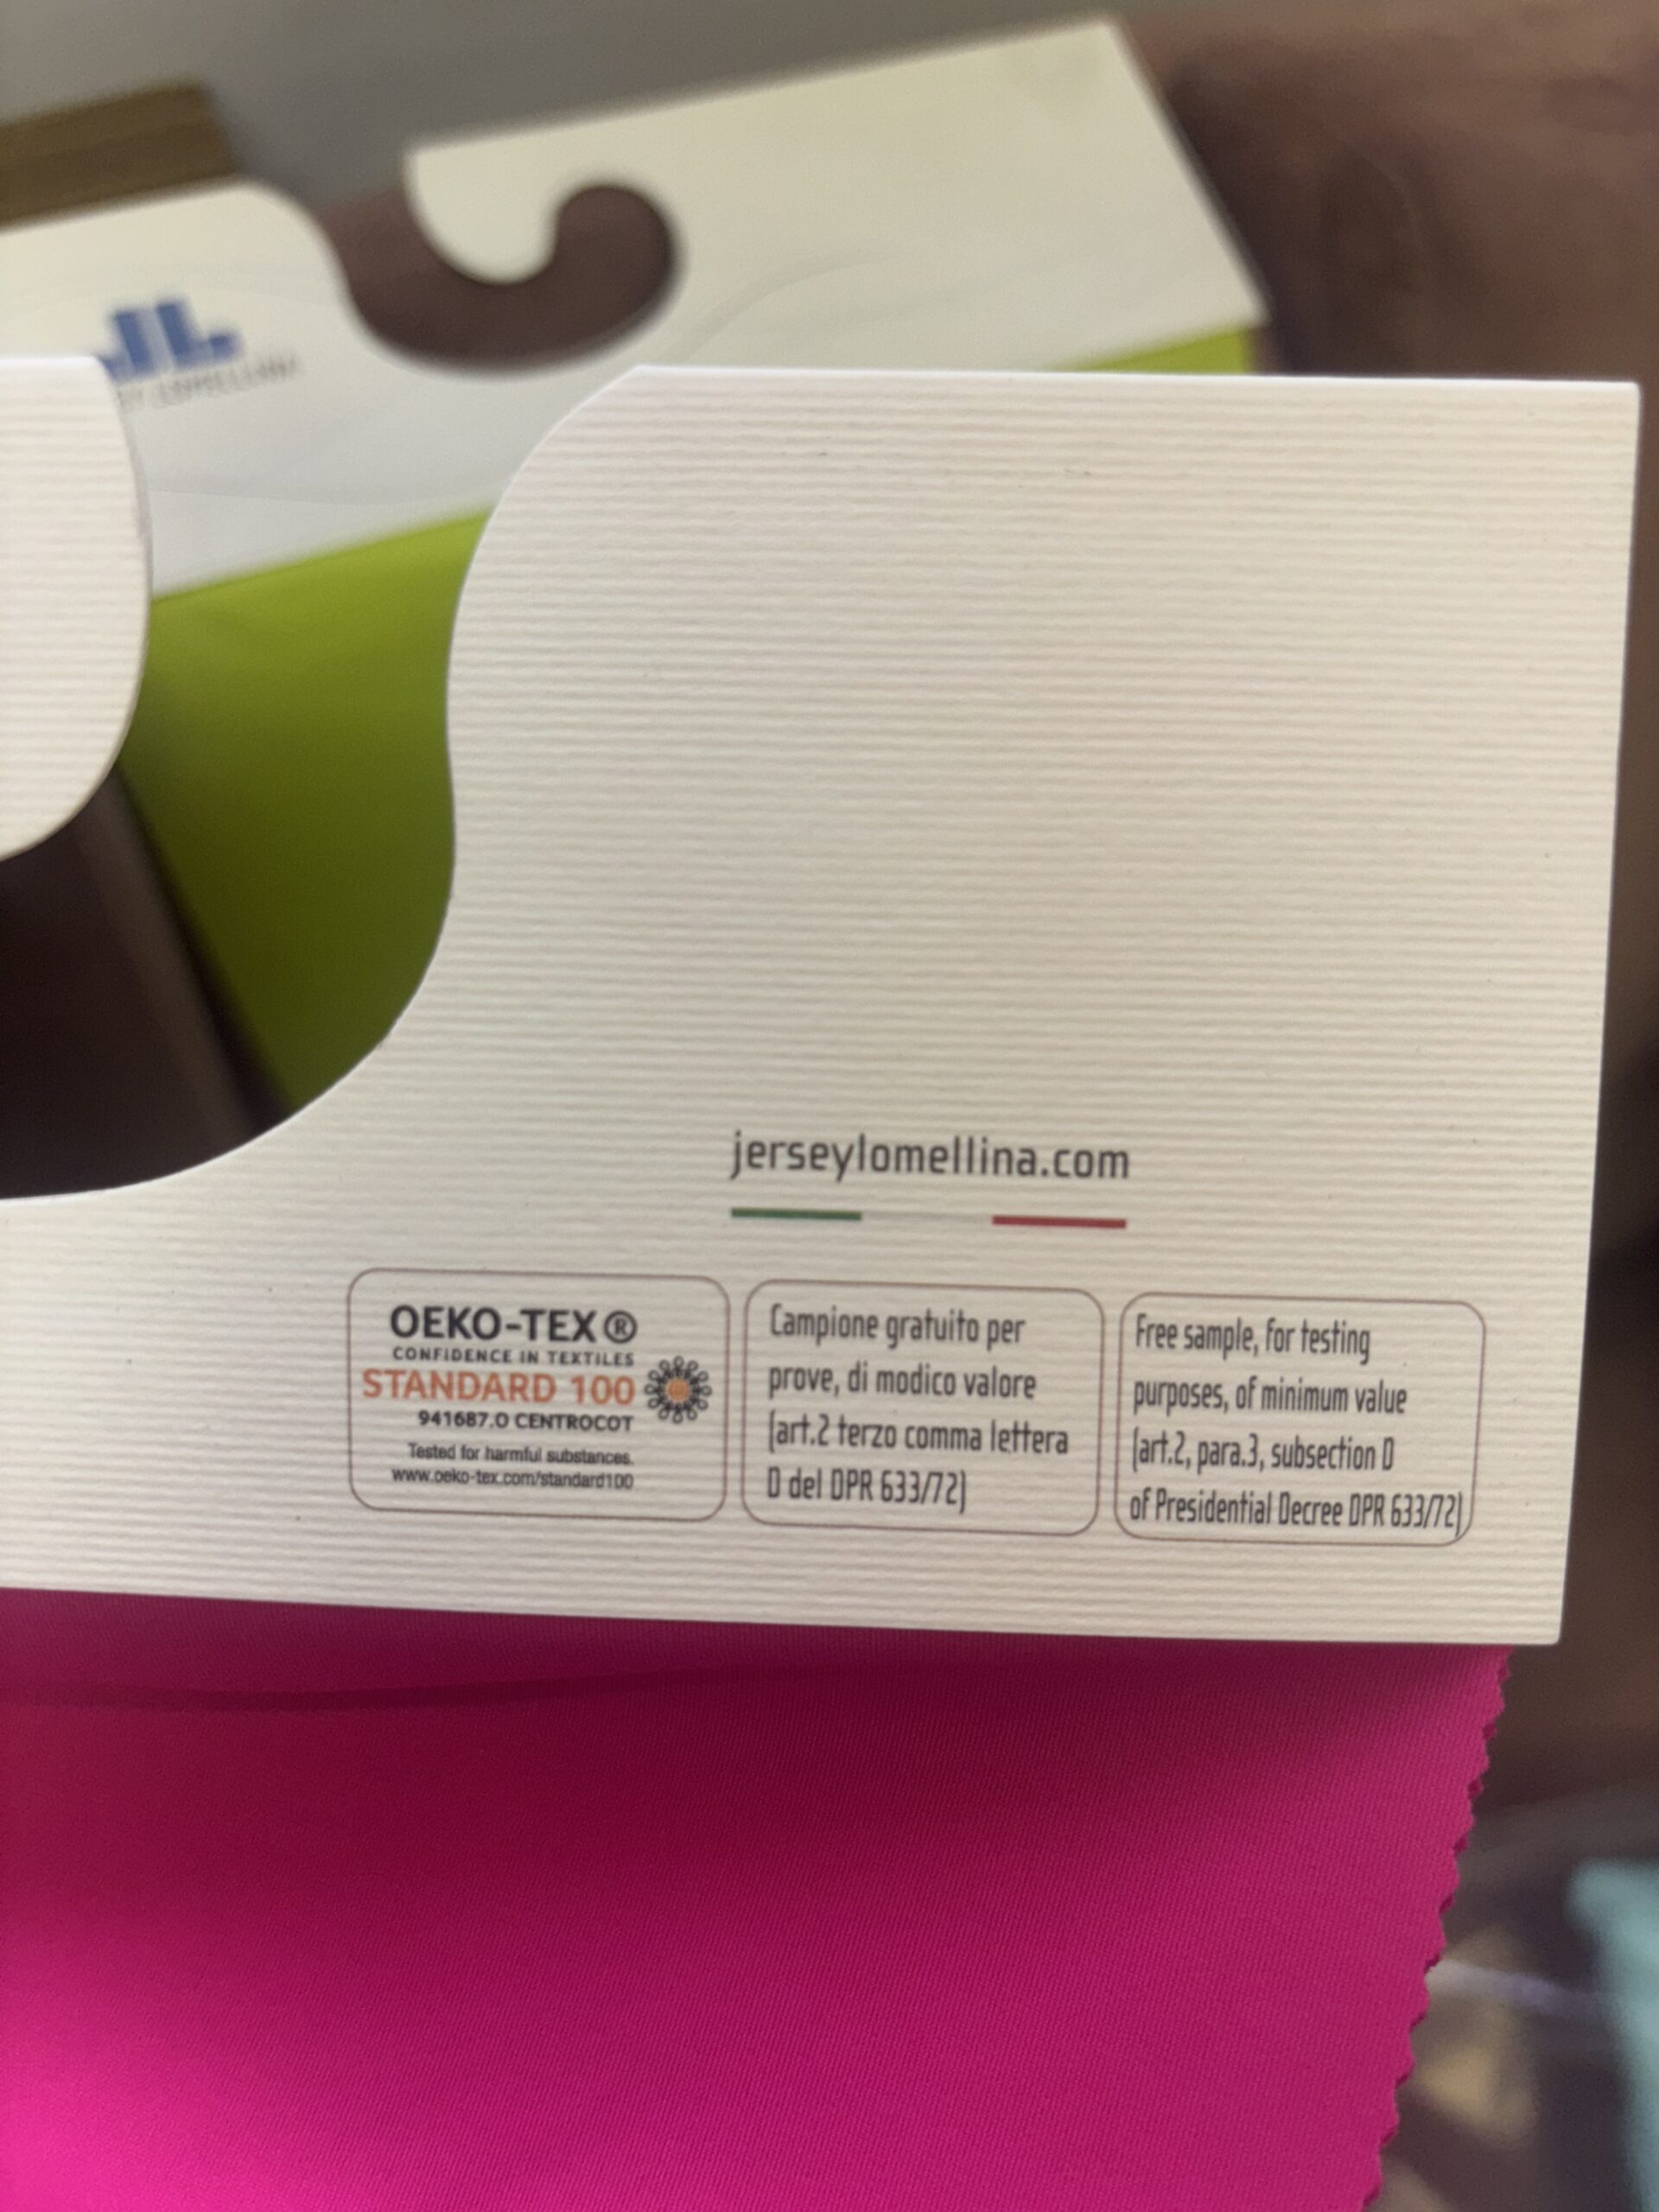 JL
jerseylomellina.com
OEKO-TEX®
CONFIDENCE IN TEXTILES
STANDARD 100
941687.O CENTROCOT
Tested for harmful substances.
www.oeko-tex.com/standard100
Campione gratuito per
prove, di modico valore
(art.2 terzo comma lettera
D del DPR 633/72)
Free sample, for testing
purposes, of minimum value
(art.2, para.3, subsection D
of Presidential Decree DPR 633/72)